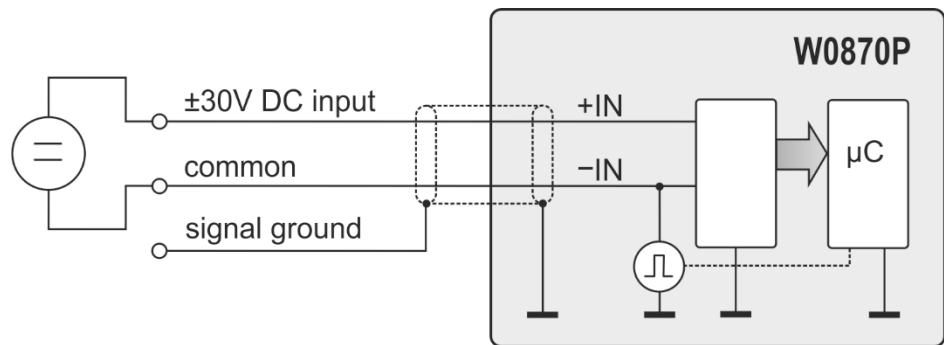 W0870P
±30V DC input
+IN
µC
common
−IN
signal ground